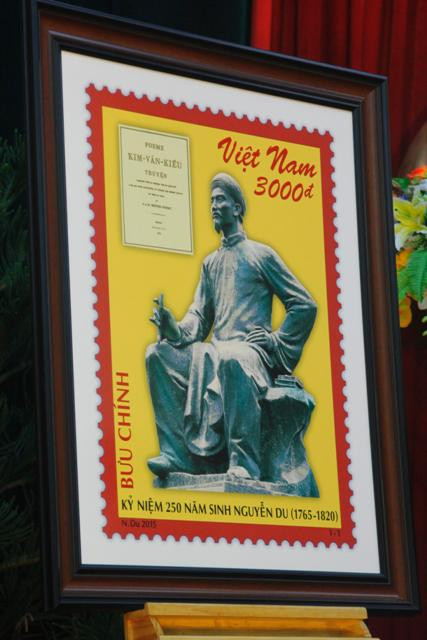 POEME
KIM-VÂN-KIỀU
TRUYỆN
Việt Nam
3000đ
BƯU CHÍNH
KỶ NIỆM 250 NĂM SINH NGUYỄN DU (1765-1820)
N.Du 2015
1-1